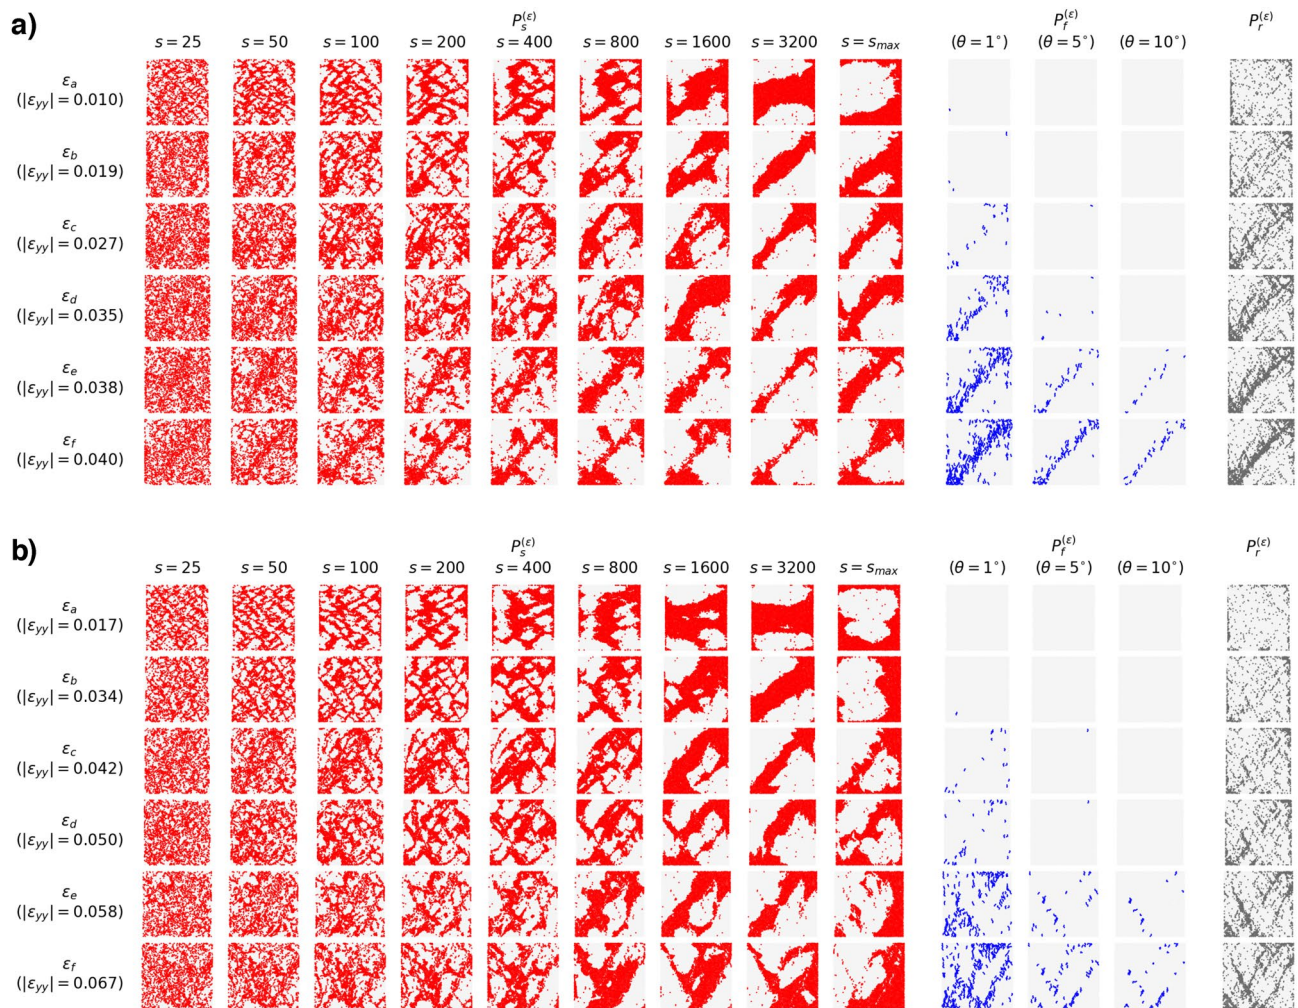 a)
P_s^(ε) P_f^(ε) P_r^(ε)
s = 25 s = 50 s = 100 s = 200 s = 400 s = 800 s = 1600 s = 3200 s = s_max (θ = 1°) (θ = 5°) (θ = 10°)
ε_a
(|ε_yy| = 0.010)
ε_b
(|ε_yy| = 0.019)
ε_c
(|ε_yy| = 0.027)
ε_d
(|ε_yy| = 0.035)
ε_e
(|ε_yy| = 0.038)
ε_f
(|ε_yy| = 0.040)
b)
P_s^(ε) P_f^(ε) P_r^(ε)
s = 25 s = 50 s = 100 s = 200 s = 400 s = 800 s = 1600 s = 3200 s = s_max (θ = 1°) (θ = 5°) (θ = 10°)
ε_a
(|ε_yy| = 0.017)
ε_b
(|ε_yy| = 0.034)
ε_c
(|ε_yy| = 0.042)
ε_d
(|ε_yy| = 0.050)
ε_e
(|ε_yy| = 0.058)
ε_f
(|ε_yy| = 0.067)